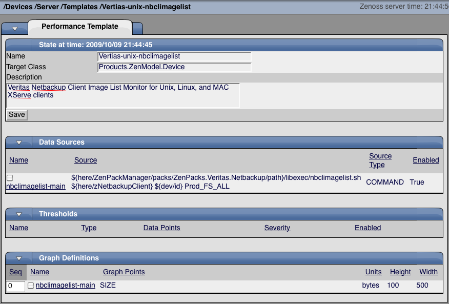 /Devices /Server /Templates /Vertias-unix-nbclimagelist
Zenoss server time: 21:44:5
Performance Template
State at time: 2009/10/09 21:44:45
Name Vertias-unix-nbclimagelist
Target Class Products.ZenModel.Device
Description
Veritas Netbackup Client Image List Monitor for Unix, Linux, and MAC
XServe clients
Save
Data Sources
Name Source Source Type Enabled
nbclimagelist-main ${here/ZenPackManager/packs/ZenPacks.Veritas.Netbackup/path}/libexec/nbclimagelist.sh
${here/zNetbackupClient} ${dev/id} Prod_FS_ALL COMMAND True
Thresholds
Name Type Data Points Severity Enabled
Graph Definitions
Seq Name Graph Points Units Height Width
0 nbclimagelist-main SIZE bytes 100 500